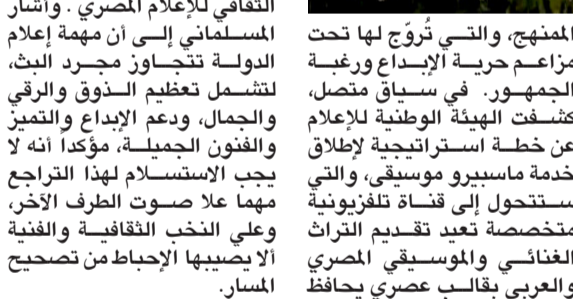 المنهج، والتي تُروّج لها تحت
مزاعم حرية الإبداع ورغبة
الجمهور. في سياق متصل،
كشفت الهيئة الوطنية للإعلام
عن خطة استراتيجية لإطلاق
خدمة ماسبيرو موسيقى، والتي
ستتحول إلى قناة تلفزيونية
متخصصة تعيد تقديم التراث
الغنائي والموسيقي المصري
والعربي بقالب عصري يحافظ
الثقافي للإعلام المصري. وأشار
المسلماني إلى أن مهمة إعلام
الدولة تتجاوز مجرد البث،
لتشمل تعظيم الذوق والرقي
والجمال، ودعم الإبداع والتميز
والفنون الجميلة، مؤكداً أنه لا
يجب الاستسلام لهذا التراجع
مهما علا صوت الطرف الآخر،
وعلي النخب الثقافية والفنية
ألا يصيبها الإحباط من تصحيح
المسار.